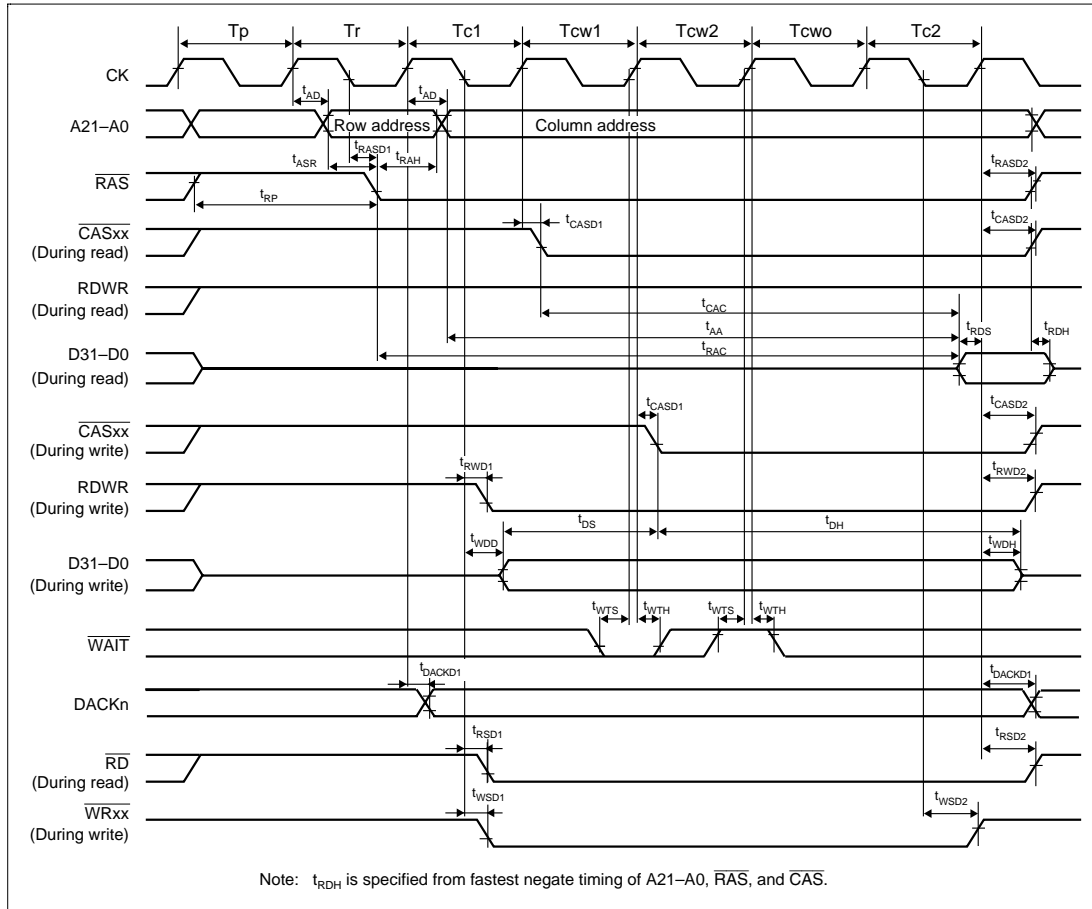 Tp Tr Tc1 Tcw1 Tcw2 Tcwo Tc2
CK
tAD tAD
A21–A0 Row address Column address
tRASD1
tASR tRAH tRASD2
RAS
tRP
tCASD1 tCASD2
CASxx
(During read)
RDWR
(During read)
tCAC
tAA tRDS tRDH
tRAC
D31–D0
(During read)
tCASD1 tCASD2
CASxx
(During write)
tRWD1 tRWD2
RDWR
(During write)
tDS tDH
tWDD tWDH
D31–D0
(During write)
tWTS tWTH tWTS tWTH
WAIT
tDACKD1 tDACKD1
DACKn
tRSD1 tRSD2
RD
(During read)
tWSD1 tWSD2
WRxx
(During write)
Note: tRDH is specified from fastest negate timing of A21–A0, RAS, and CAS.